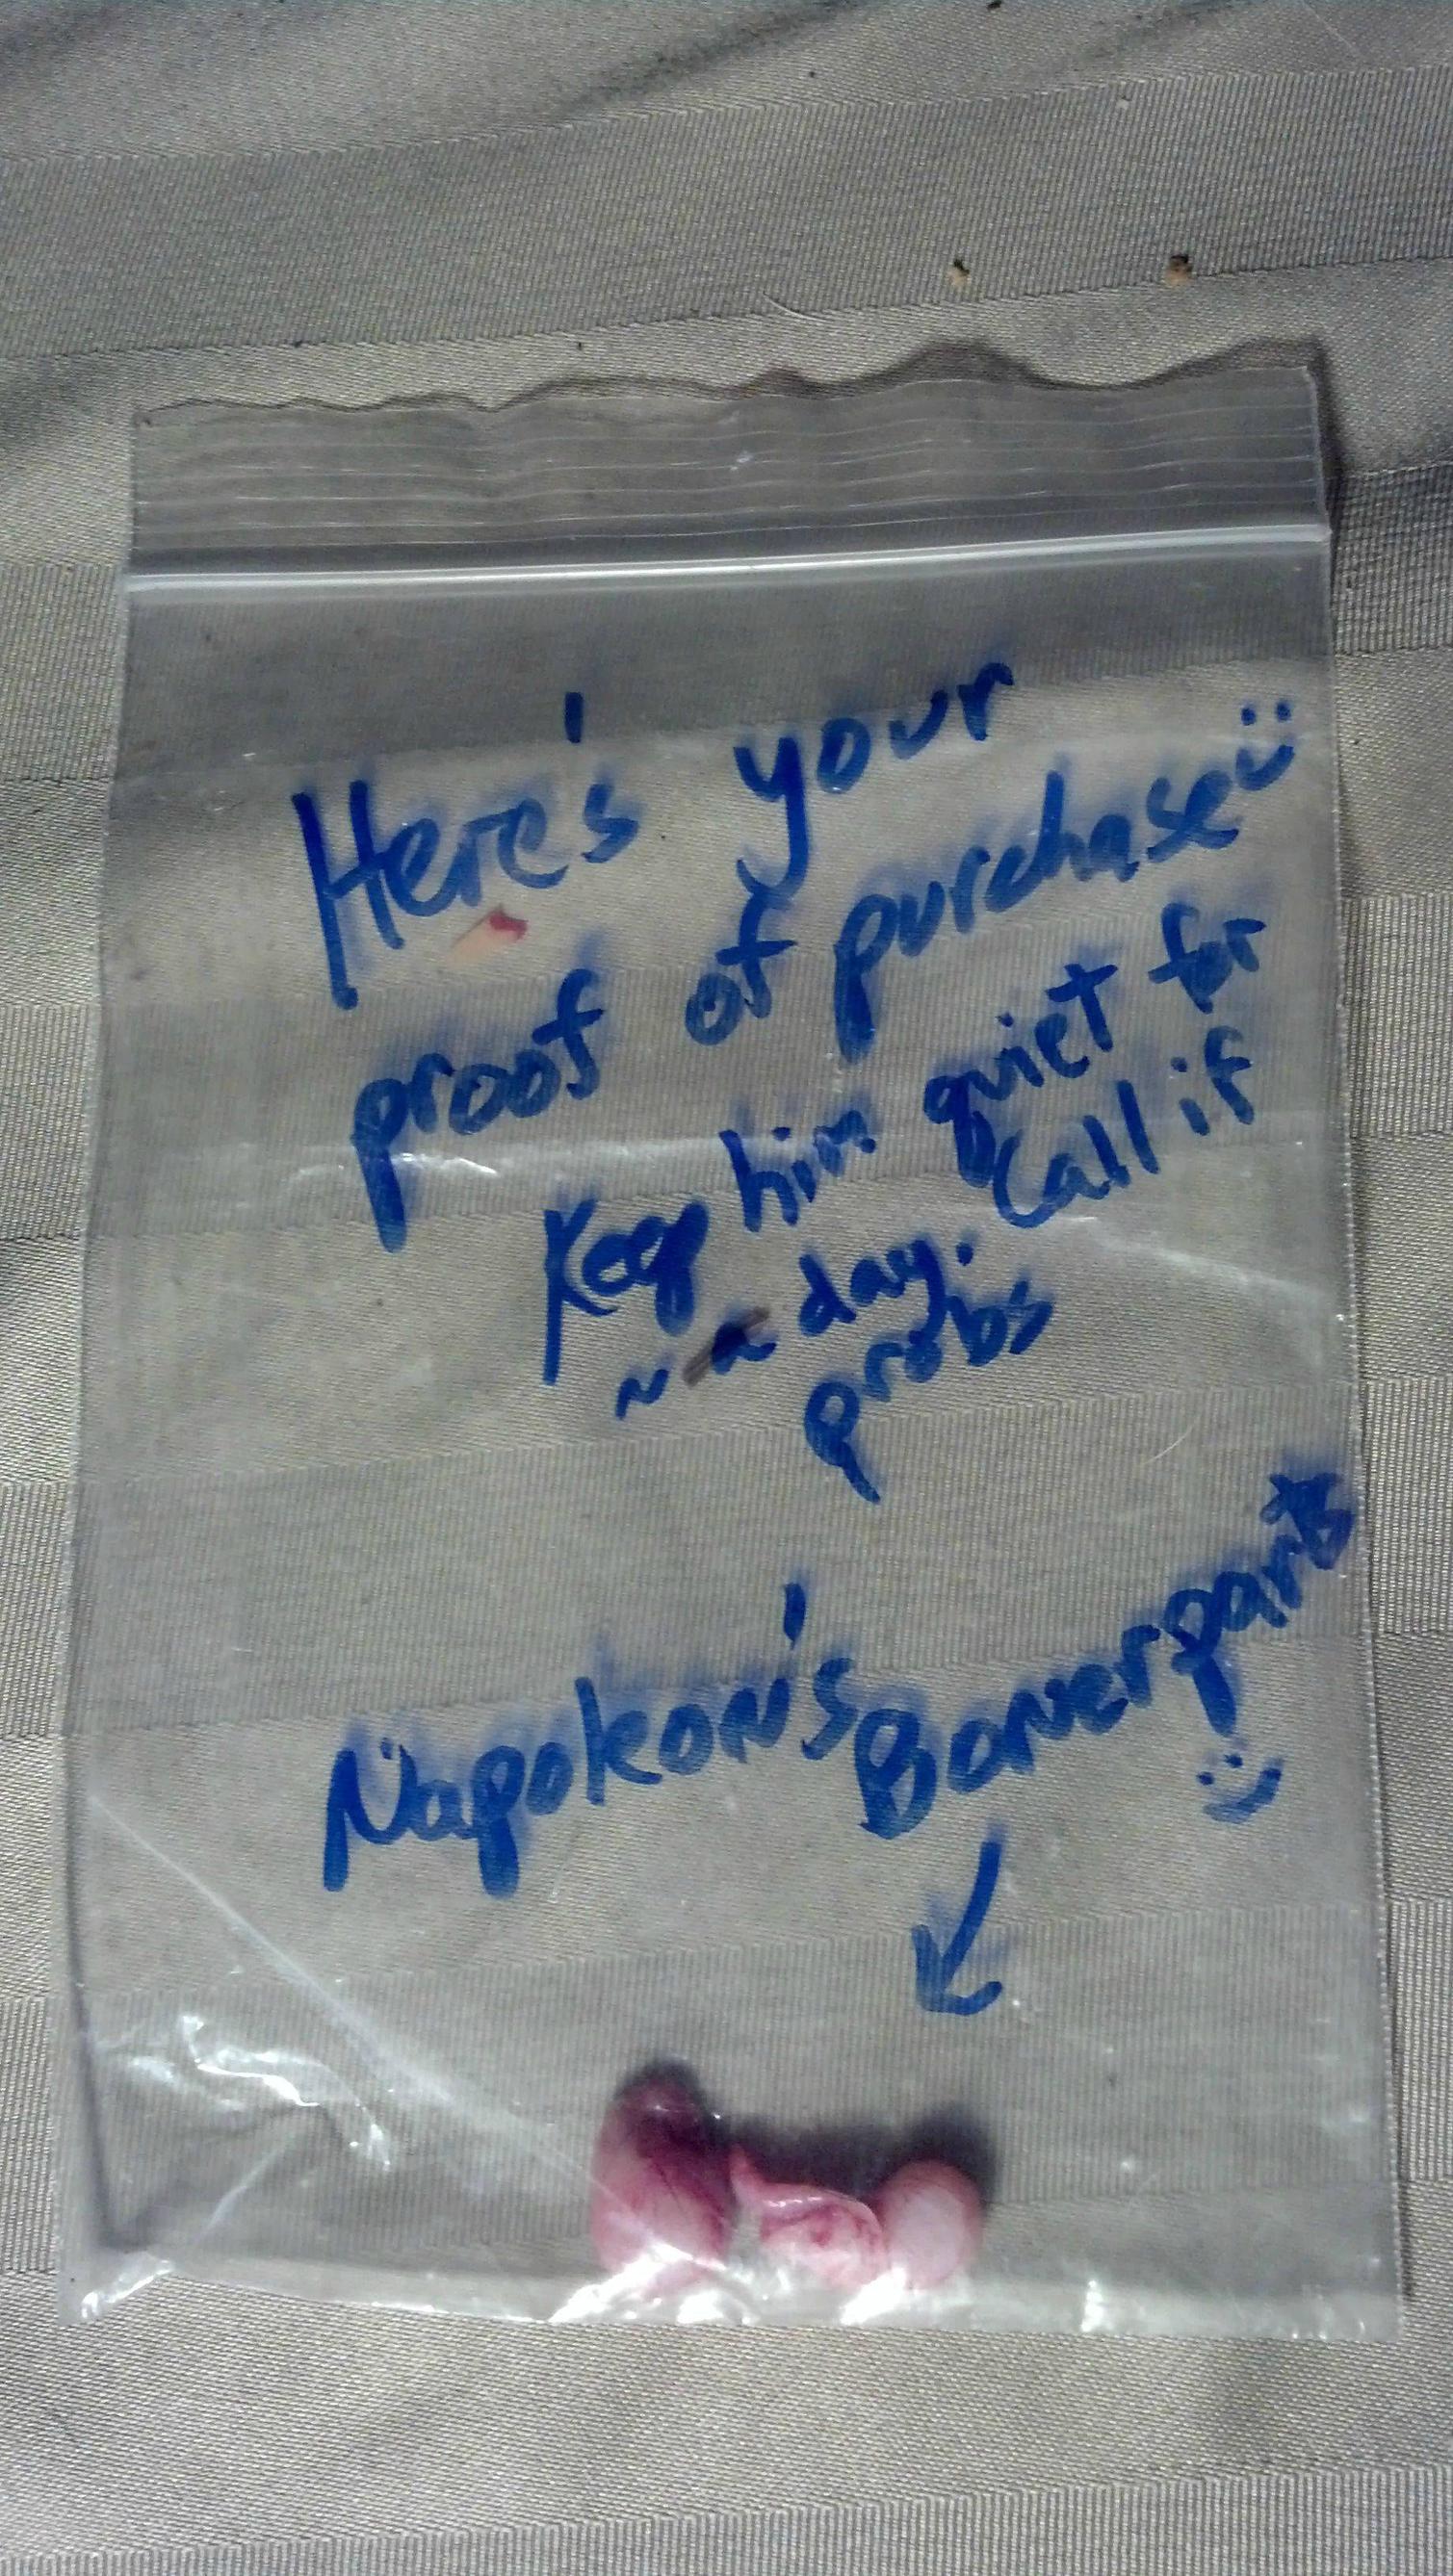 Here's your
proof of purchase :)
Keep him quiet for
~ a day. Call if
probs
Napoleon's Bonerparts
:)